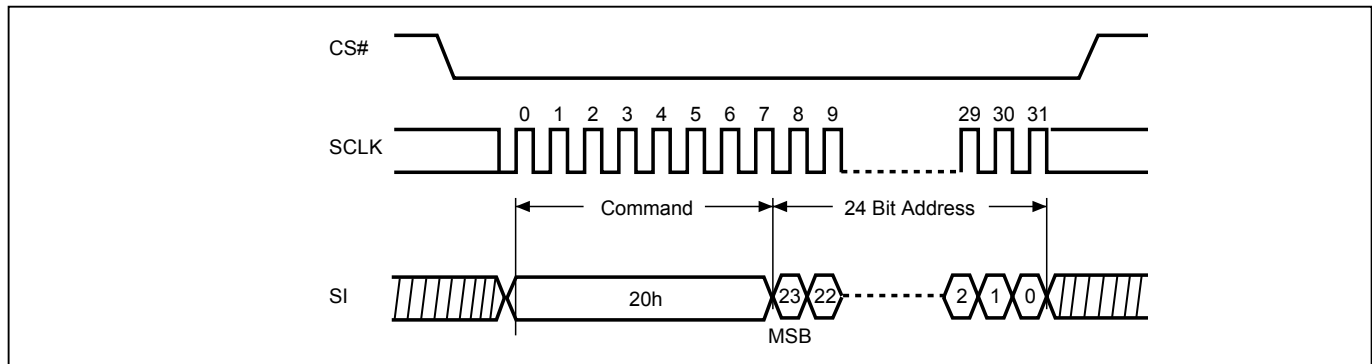 CS#
0 1 2 3 4 5 6 7 8 9 29 30 31
SCLK
Command 24 Bit Address
SI 20h 23 22 2 1 0
MSB